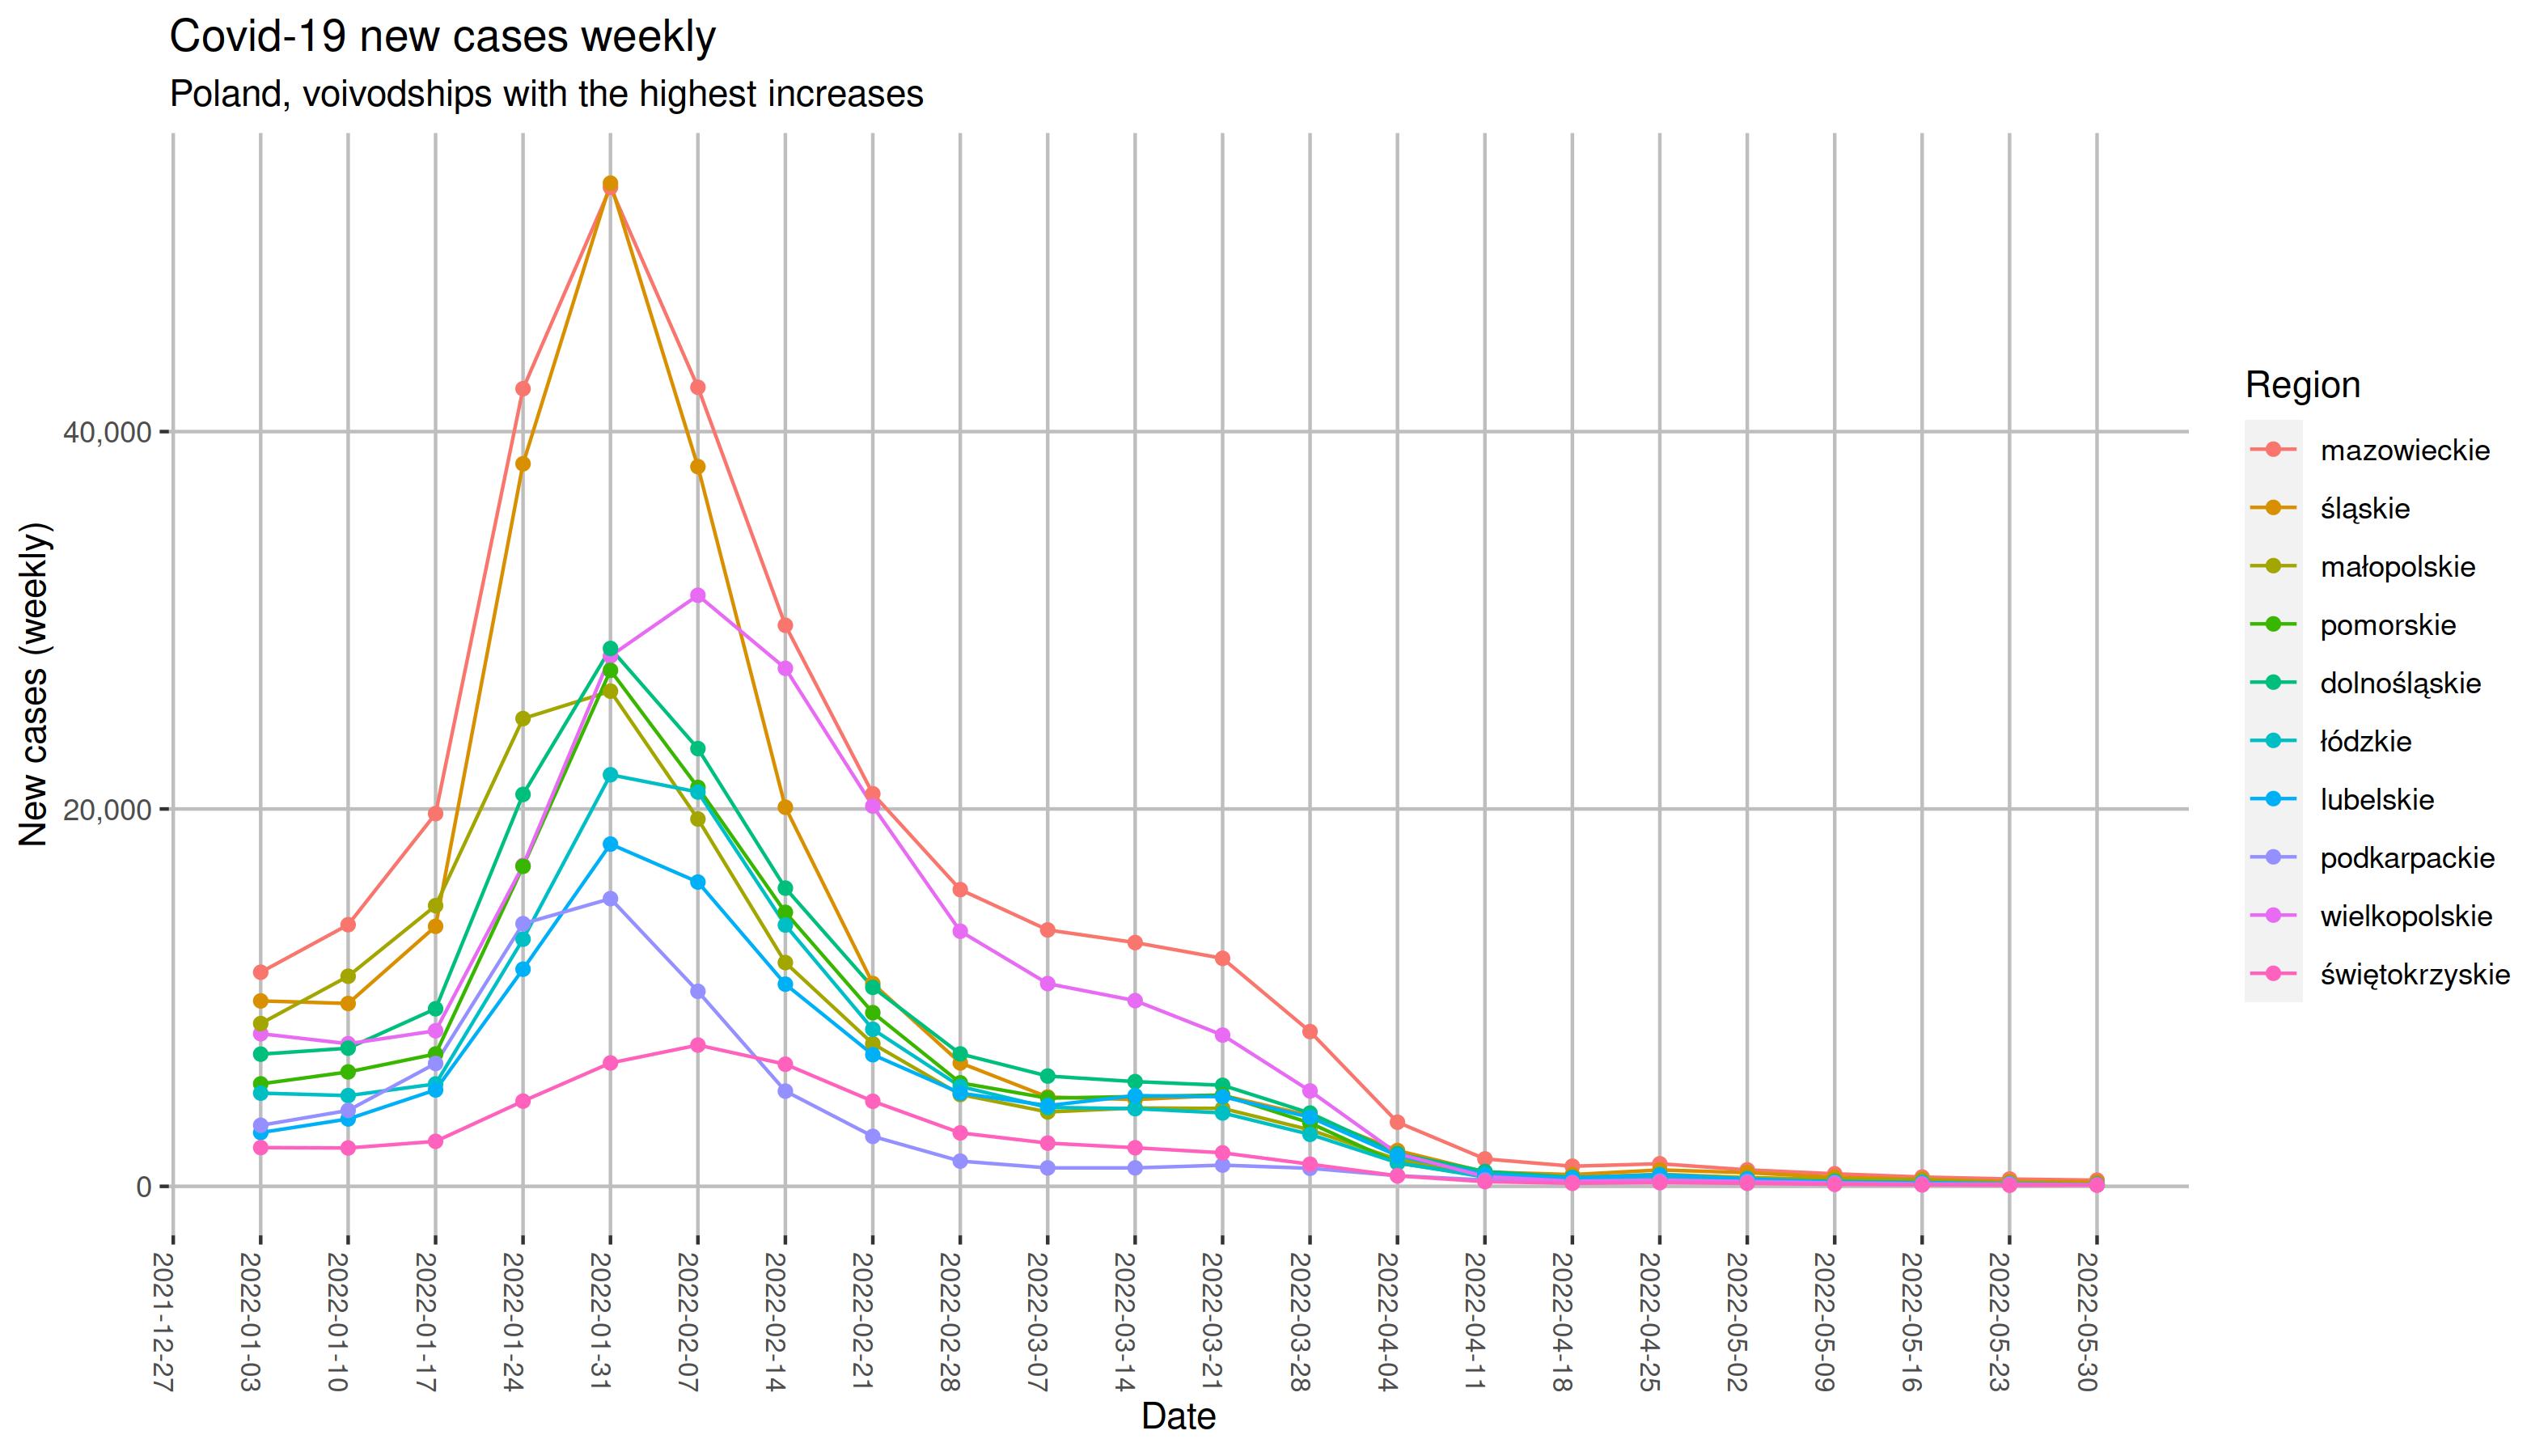 Covid-19 new cases weekly
Poland, voivodships with the highest increases
New cases (weekly)
40,000
20,000
0
2021-12-27
2022-01-03
2022-01-10
2022-01-17
2022-01-24
2022-01-31
2022-02-07
2022-02-14
2022-02-21
2022-02-28
2022-03-07
2022-03-14
2022-03-21
2022-03-28
2022-04-04
2022-04-11
2022-04-18
2022-04-25
2022-05-02
2022-05-09
2022-05-16
2022-05-23
2022-05-30
Date
Region
mazowieckie
śląskie
małopolskie
pomorskie
dolnośląskie
łódzkie
lubelskie
podkarpackie
wielkopolskie
świętokrzyskie